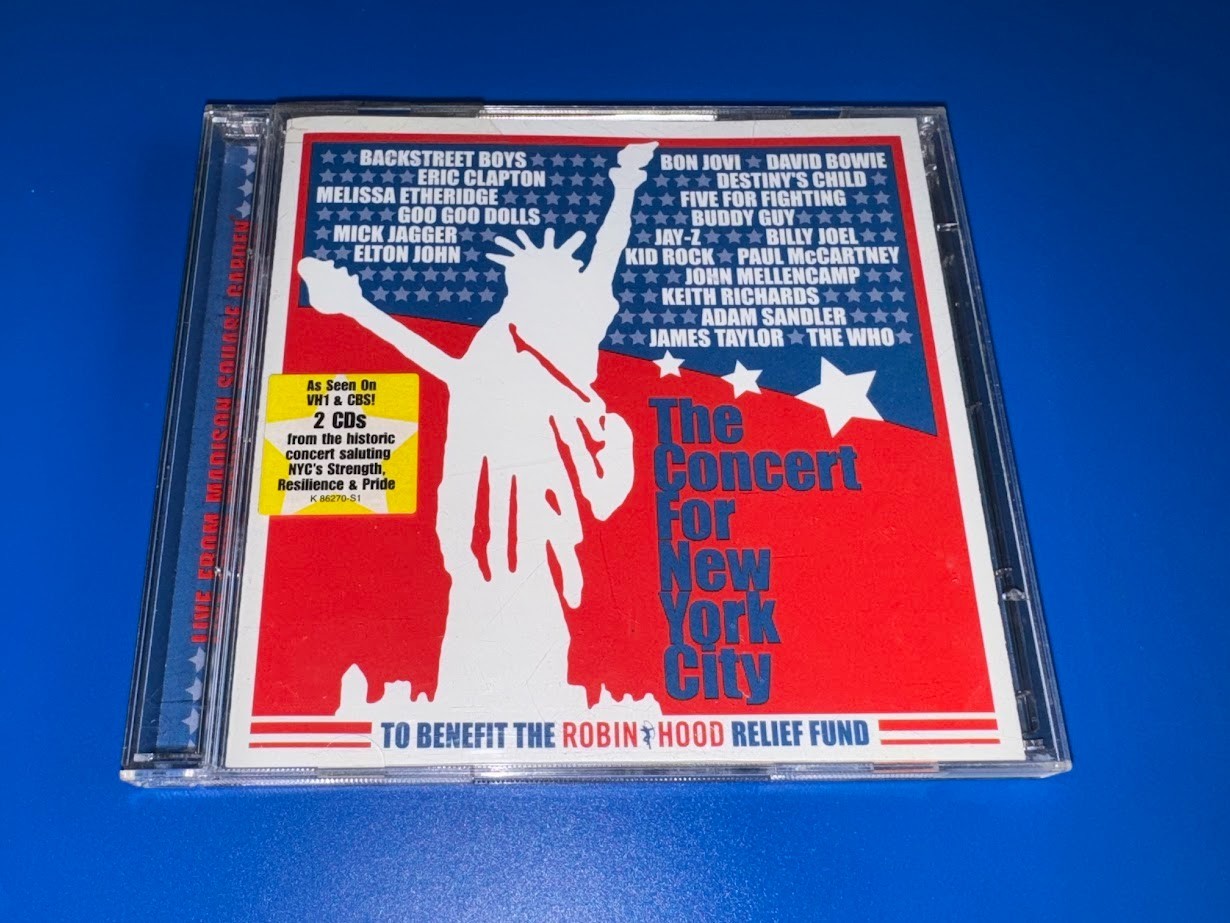 BACKSTREET BOYS
ERIC CLAPTON
MELISSA ETHERIDGE
GOO GOO DOLLS
MICK JAGGER
ELTON JOHN
BON JOVI ★ DAVID BOWIE
DESTINY'S CHILD
FIVE FOR FIGHTING
BUDDY GUY
JAY-Z ★ BILLY JOEL
KID ROCK ★ PAUL McCARTNEY
JOHN MELLENCAMP
KEITH RICHARDS
ADAM SANDLER
JAMES TAYLOR ★ THE WHO
As Seen On
VH1 & CBS!
2 CDs
from the historic
concert saluting
NYC's Strength,
Resilience & Pride
K 86270-S1
The
Concert
For
New
York
City
TO BENEFIT THE ROBIN HOOD RELIEF FUND
LIVE FROM MADISON SQUARE GARDEN